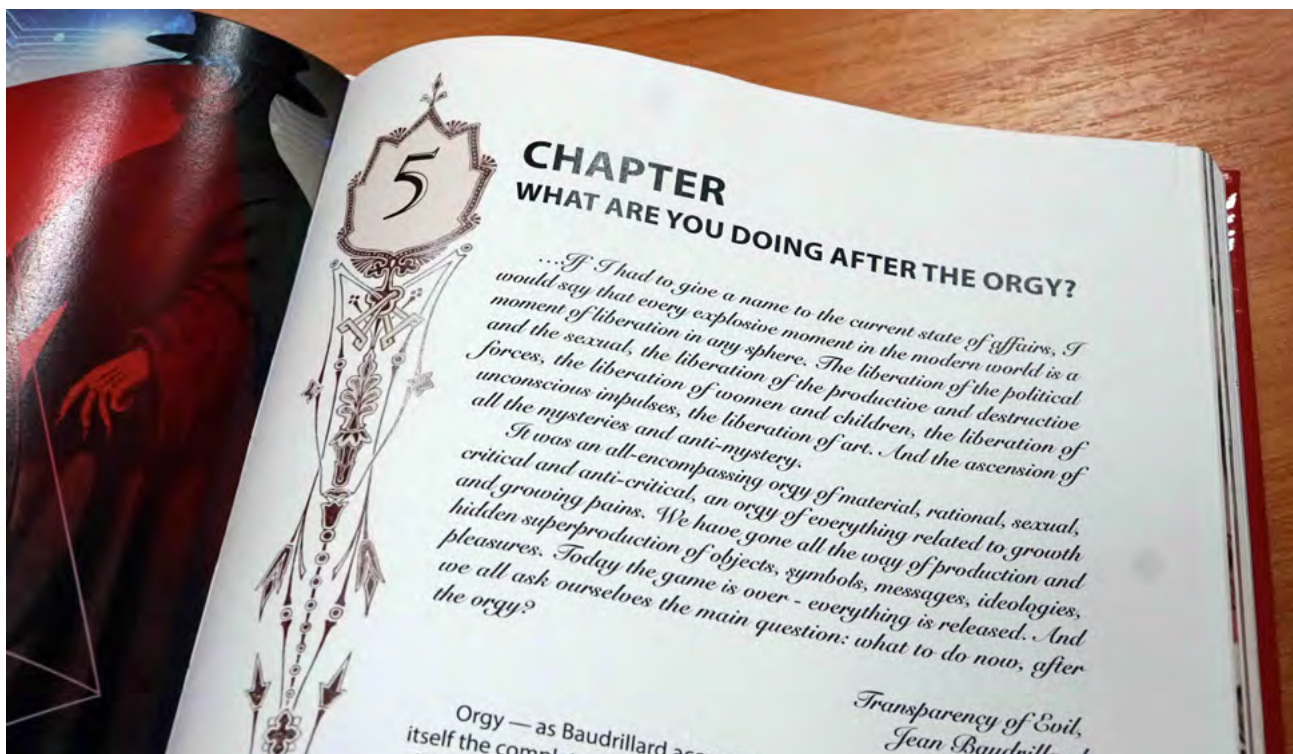 5
CHAPTER
WHAT ARE YOU DOING AFTER THE ORGY?
...If I had to give a name to the current state of affairs, I
would say that every explosive moment in the modern world is a
moment of liberation in any sphere. The liberation of the political
and the sexual, the liberation of the productive and destructive
forces, the liberation of women and children, the liberation of
unconscious impulses, the liberation of art. And the ascension of
all the mysteries and anti-mystery.
It was an all-encompassing orgy of material, rational, sexual,
critical and anti-critical, an orgy of everything related to growth
and growing pains. We have gone all the way of production and
hidden superproduction of objects, symbols, messages, ideologies,
pleasures. Today the game is over - everything is released. And
we all ask ourselves the main question: what to do now, after
the orgy?
Transparency of Evil,
Jean Baudrillard
Orgy — as Baudrillard
itself the